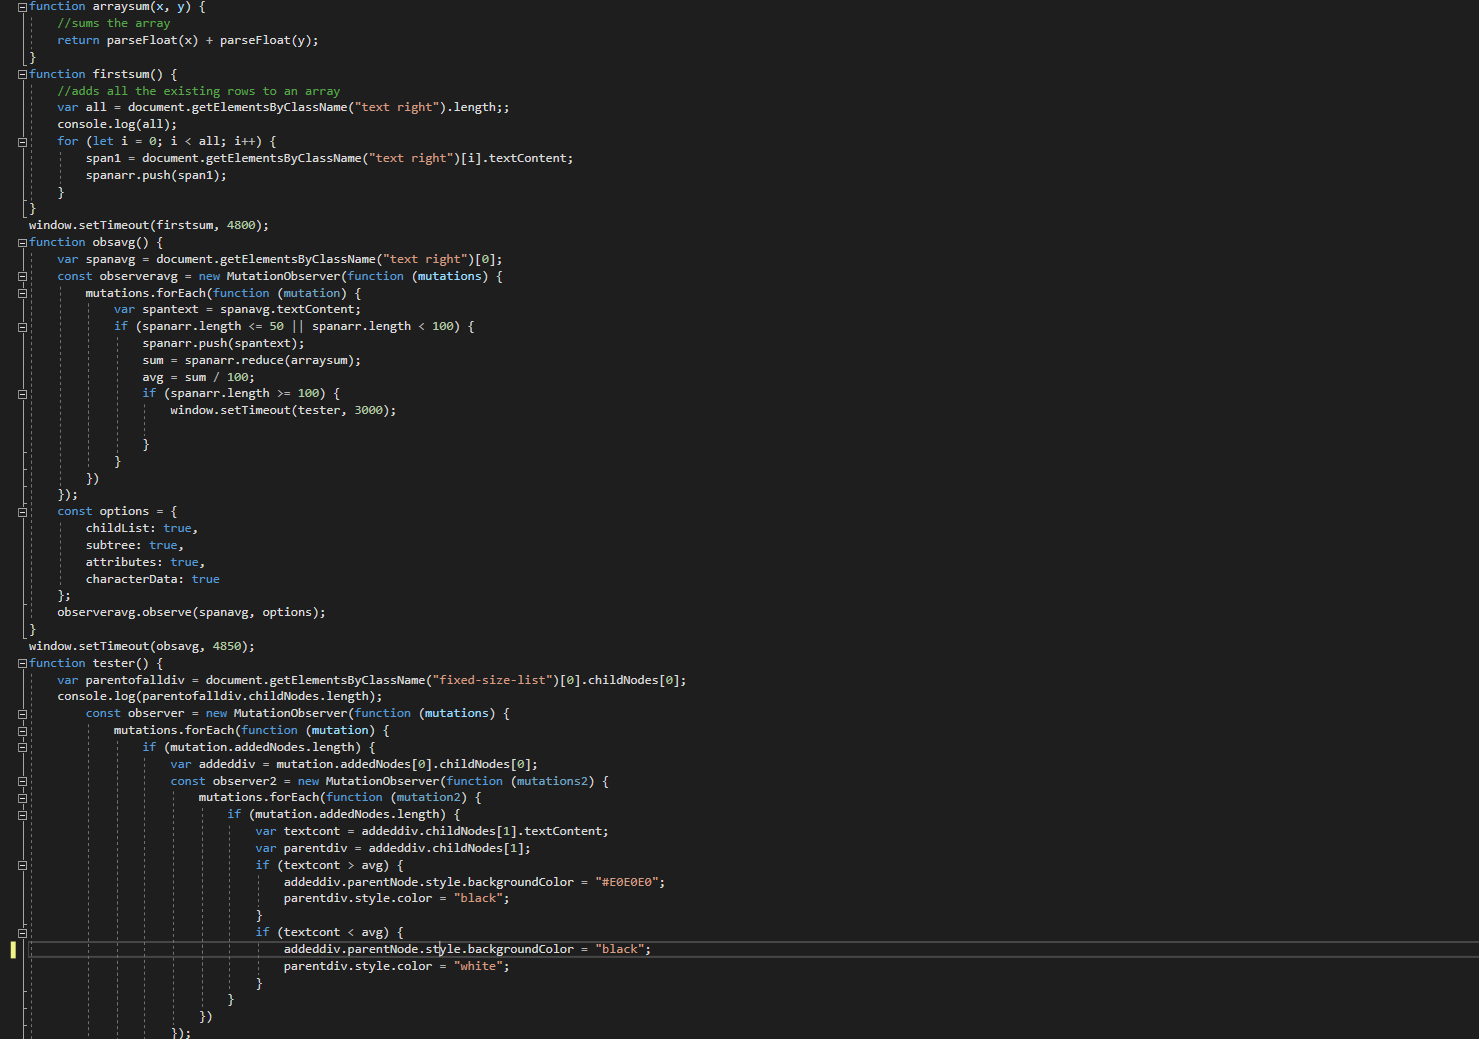 function arraysum(x, y) {
    //sums the array
    return parseFloat(x) + parseFloat(y);
}
function firstsum() {
    //adds all the existing rows to an array
    var all = document.getElementsByClassName("text right").length;;
    console.log(all);
    for (let i = 0; i < all; i++) {
        span1 = document.getElementsByClassName("text right")[i].textContent;
        spanarr.push(span1);
    }
}
window.setTimeout(firstsum, 4800);
function obsavg() {
    var spanavg = document.getElementsByClassName("text right")[0];
    const observeravg = new MutationObserver(function (mutations) {
        mutations.forEach(function (mutation) {
            var spantext = spanavg.textContent;
            if (spanarr.length <= 50 || spanarr.length < 100) {
                spanarr.push(spantext);
                sum = spanarr.reduce(arraysum);
                avg = sum / 100;
                if (spanarr.length >= 100) {
                    window.setTimeout(tester, 3000);
                }
            }
        })
    });
    const options = {
        childList: true,
        subtree: true,
        attributes: true,
        characterData: true
    };
    observeravg.observe(spanavg, options);
}
window.setTimeout(obsavg, 4850);
function tester() {
    var parentofalldiv = document.getElementsByClassName("fixed-size-list")[0].childNodes[0];
    console.log(parentofalldiv.childNodes.length);
        const observer = new MutationObserver(function (mutations) {
            mutations.forEach(function (mutation) {
                if (mutation.addedNodes.length) {
                    var addeddiv = mutation.addedNodes[0].childNodes[0];
                    const observer2 = new MutationObserver(function (mutations2) {
                        mutations.forEach(function (mutation2) {
                            if (mutation.addedNodes.length) {
                                var textcont = addeddiv.childNodes[1].textContent;
                                var parentdiv = addeddiv.childNodes[1];
                                if (textcont > avg) {
                                    addeddiv.parentNode.style.backgroundColor = "#E0E0E0";
                                    parentdiv.style.color = "black";
                                }
                                if (textcont < avg) {
                                    addeddiv.parentNode.style.backgroundColor = "black";
                                    parentdiv.style.color = "white";
                                }
                            }
                        })
                    });